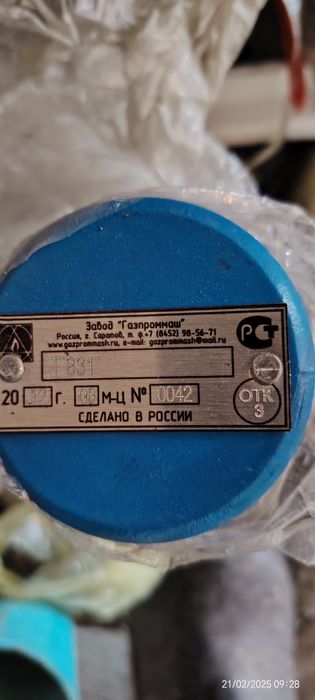 Завод "Газпроммаш"
Россия, г. Саратов, т. ф.+7 (8452) 98-56-71
www.gazprommash.ru, e-mail: gazprommash@mail.ru
РСТ
Г831
20 г. М-Ц № 0042
ОТК
3
СДЕЛАНО В РОССИИ
21/02/2025 09:28